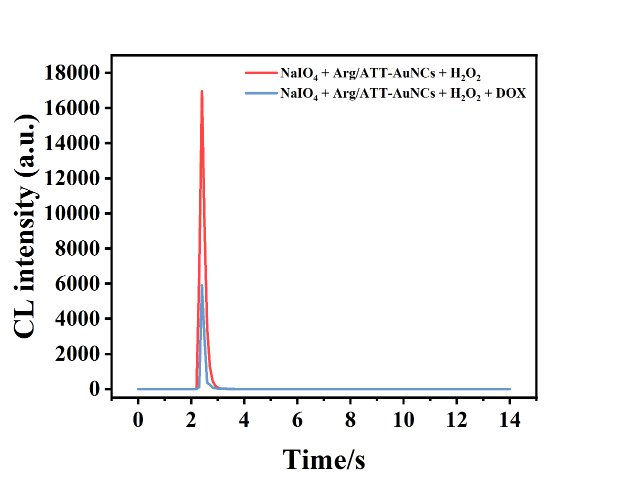 NaIO₄ + Arg/ATT-AuNCs + H₂O₂
NaIO₄ + Arg/ATT-AuNCs + H₂O₂ + DOX
CL intensity (a.u.)
18000
16000
14000
12000
10000
8000
6000
4000
2000
0
0 2 4 6 8 10 12 14
Time/s